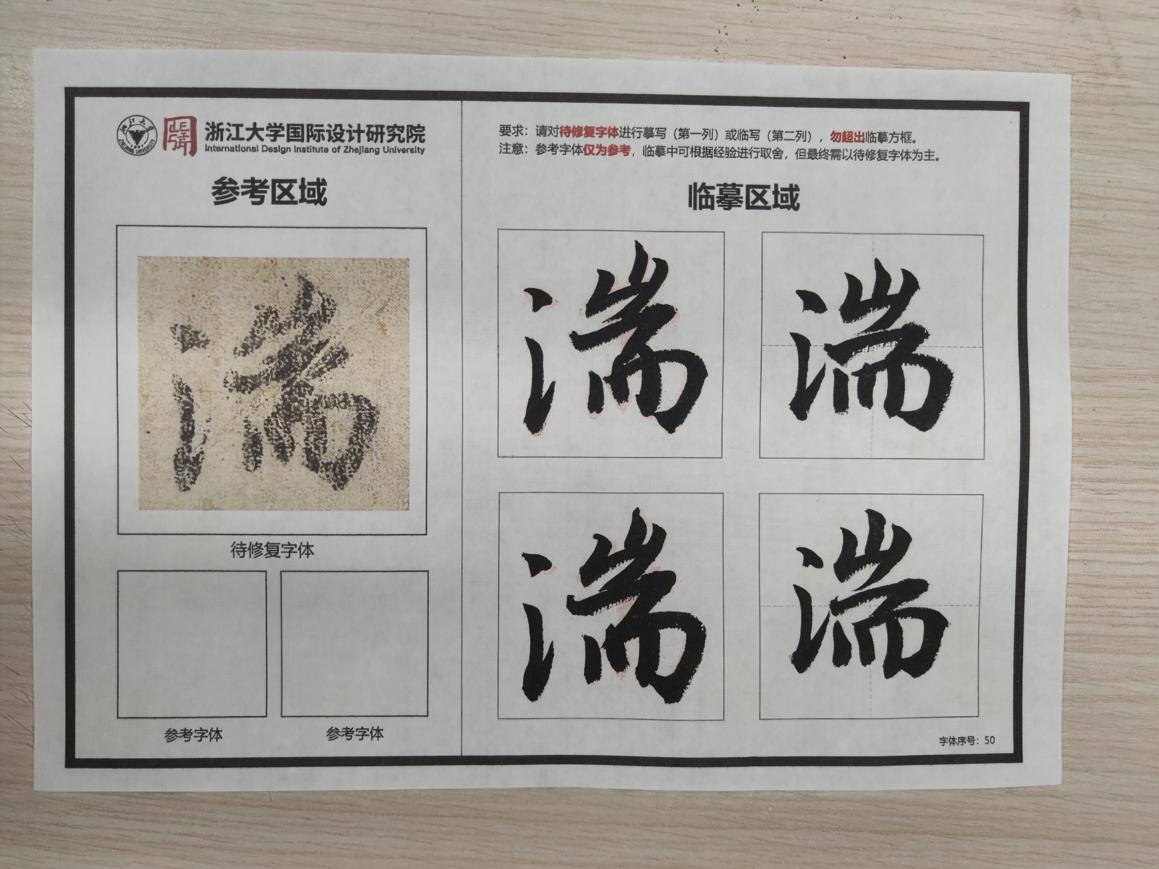 浙江大学国际设计研究院
International Design Institute of Zhejiang University
参考区域
湍
待修复字体
参考字体
参考字体
要求：请对待修复字体进行摹写（第一列）或临写（第二列），勿超出临摹方框。
注意：参考字体仅为参考，临摹中可根据经验进行取舍，但最终需以待修复字体为主。
临摹区域
湍 湍
湍 湍
字体序号：50